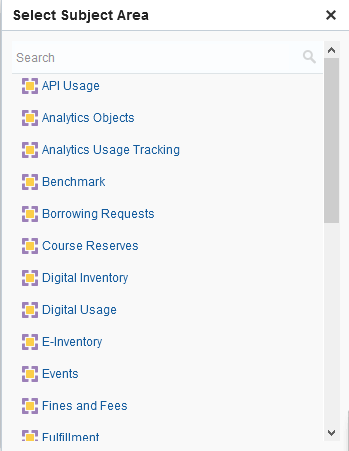 Select Subject Area
Search
API Usage
Analytics Objects
Analytics Usage Tracking
Benchmark
Borrowing Requests
Course Reserves
Digital Inventory
Digital Usage
E-Inventory
Events
Fines and Fees
Fulfillment